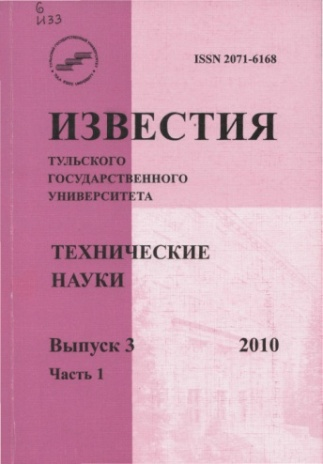 6
И33
ISSN 2071-6168
ИЗВЕСТИЯ
ТУЛЬСКОГО
ГОСУДАРСТВЕННОГО
УНИВЕРСИТЕТА
ТЕХНИЧЕСКИЕ
НАУКИ
Выпуск 3 2010
Часть 1